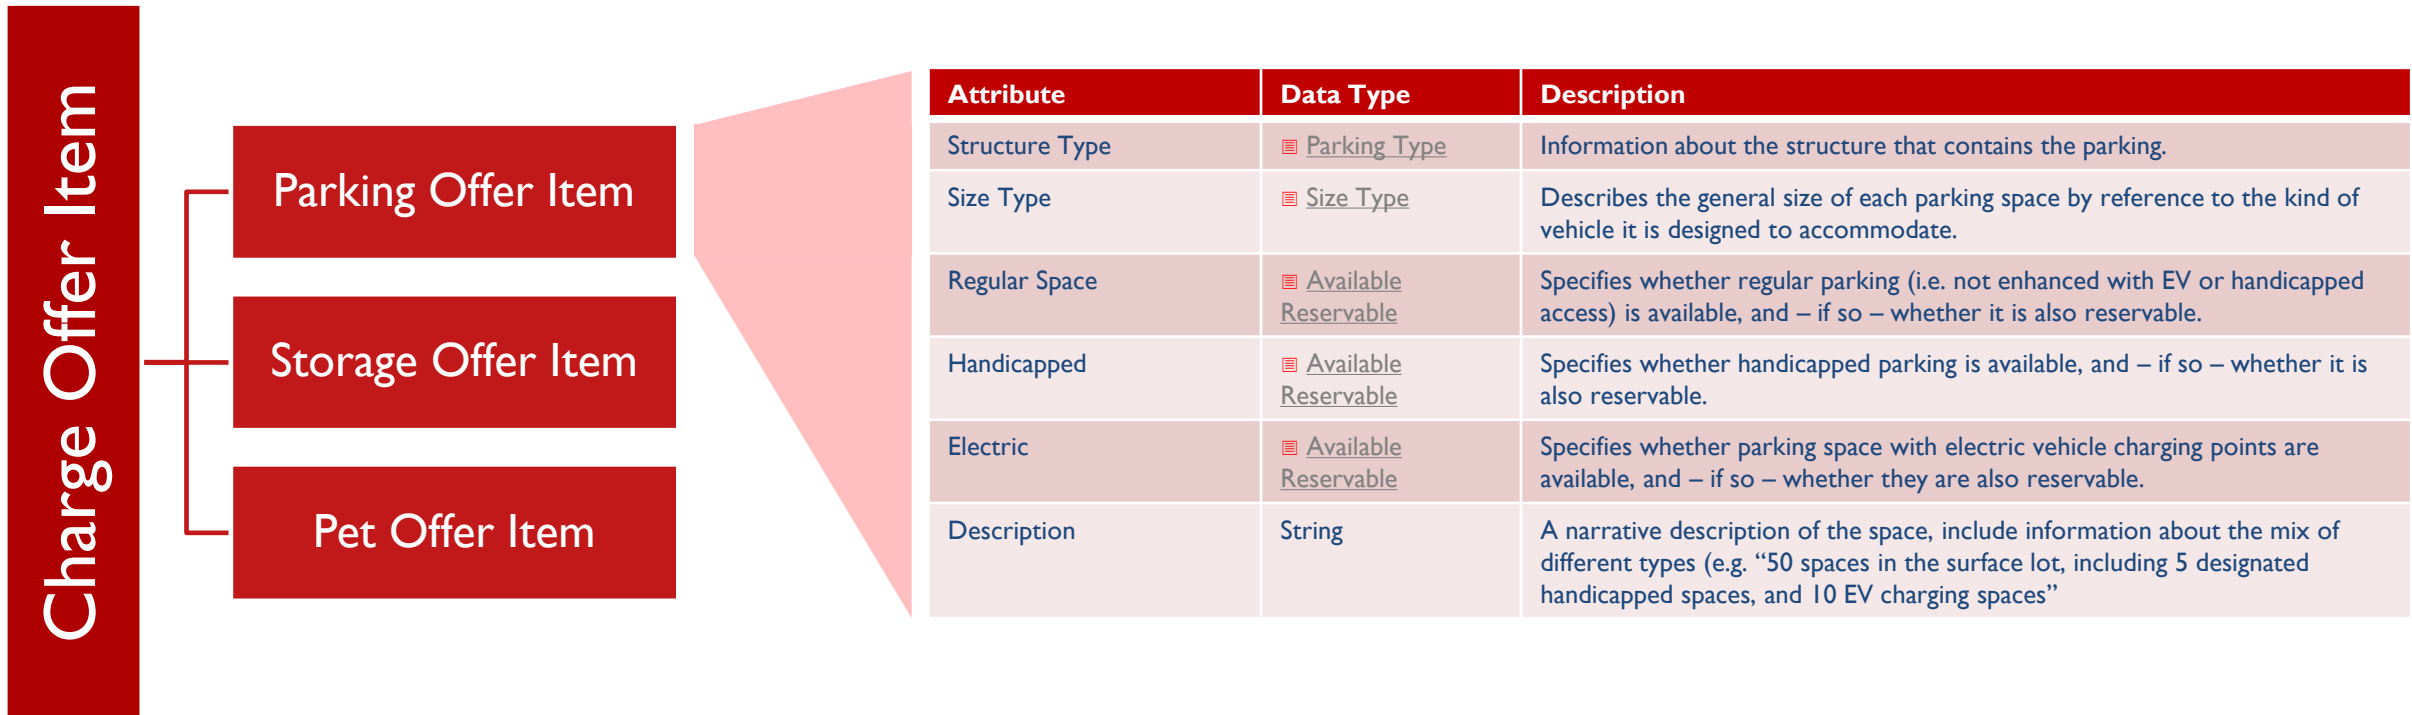 Charge Offer Item
Parking Offer Item
Storage Offer Item
Pet Offer Item
Attribute Data Type Description
Structure Type Parking Type Information about the structure that contains the parking.
Size Type Size Type Describes the general size of each parking space by reference to the kind of
vehicle it is designed to accommodate.
Regular Space Available Specifies whether regular parking (i.e. not enhanced with EV or handicapped
Reservable access) is available, and – if so – whether it is also reservable.
Handicapped Available Specifies whether handicapped parking is available, and – if so – whether it is
Reservable also reservable.
Electric Available Specifies whether parking space with electric vehicle charging points are
Reservable available, and – if so – whether they are also reservable.
Description String A narrative description of the space, include information about the mix of
different types (e.g. “50 spaces in the surface lot, including 5 designated
handicapped spaces, and 10 EV charging spaces”